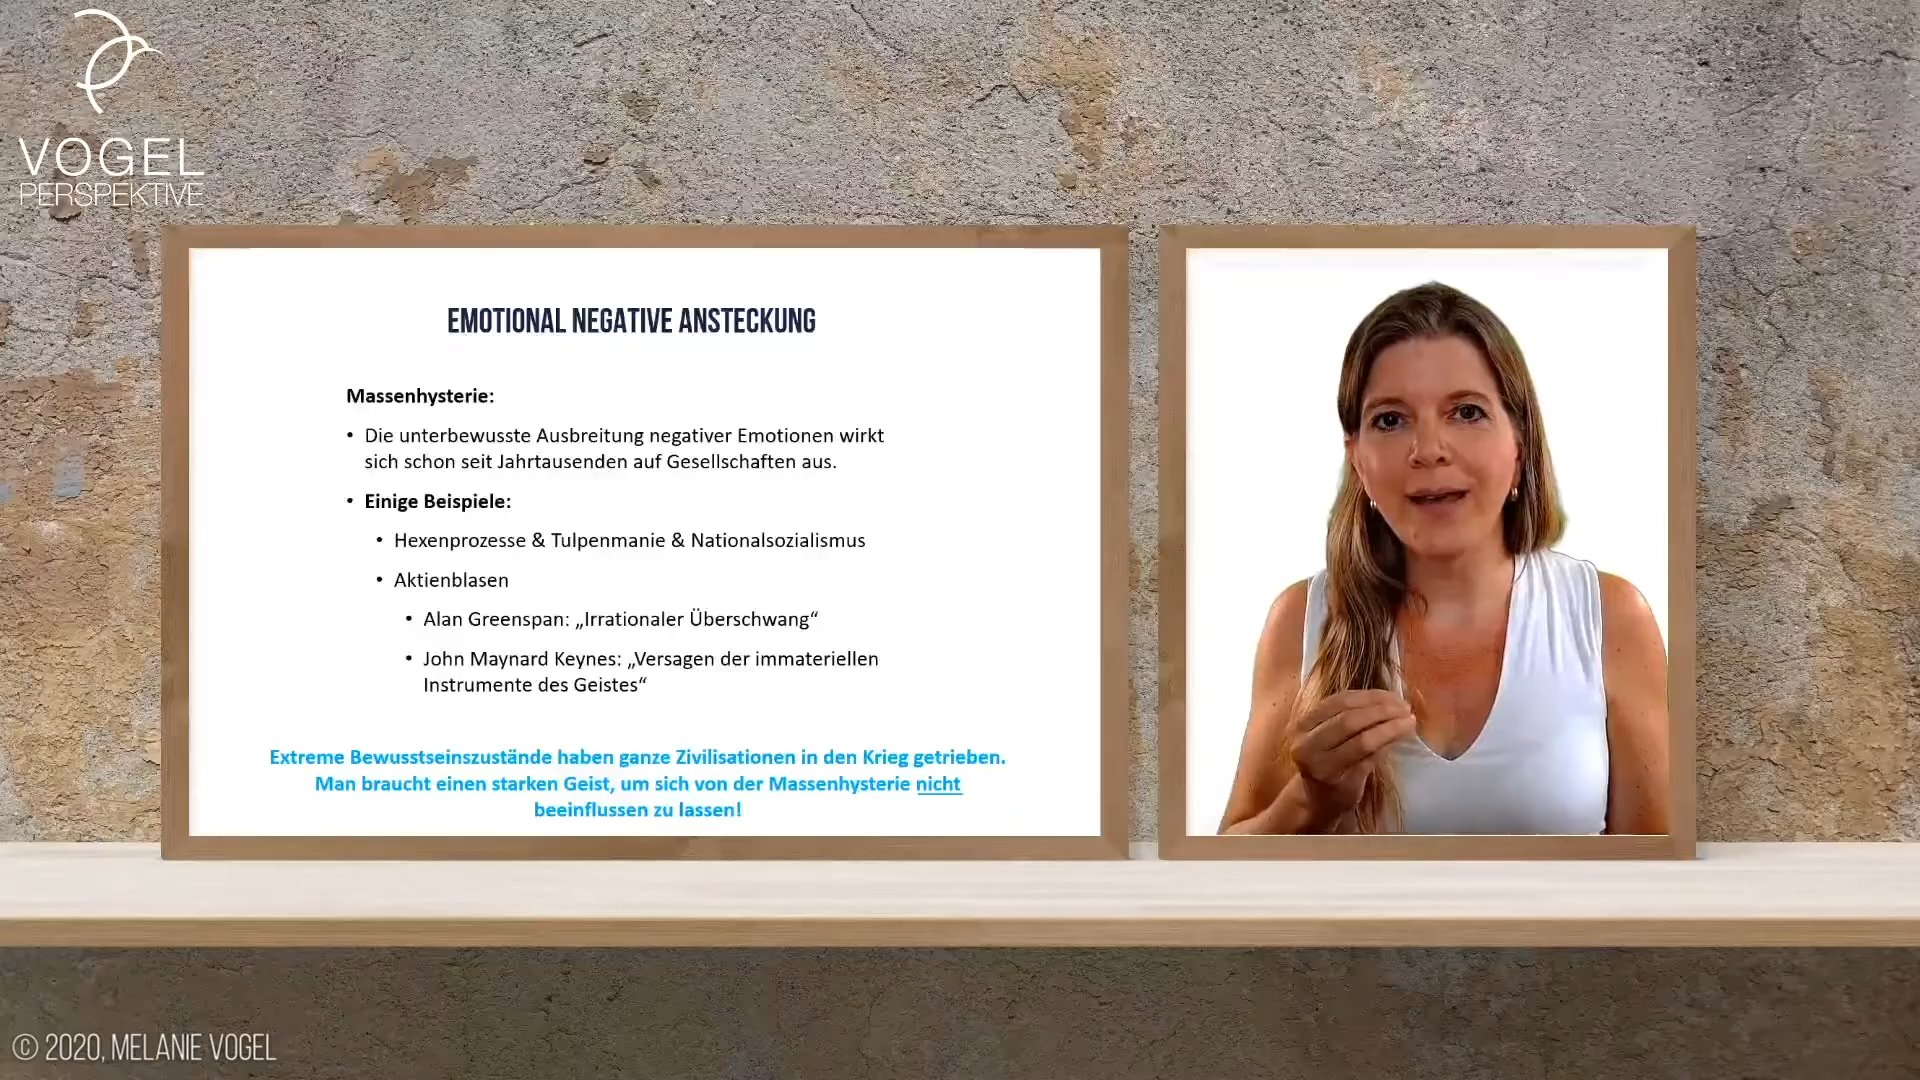 VOGEL
PERSPEKTIVE
EMOTIONAL NEGATIVE ANSTECKUNG
Massenhysterie:
• Die unterbewusste Ausbreitung negativer Emotionen wirkt
sich schon seit Jahrtausenden auf Gesellschaften aus.
• Einige Beispiele:
• Hexenprozesse & Tulpenmanie & Nationalsozialismus
• Aktienblasen
• Alan Greenspan: „Irrationaler Überschwang“
• John Maynard Keynes: „Versagen der immateriellen
Instrumente des Geistes“
Extreme Bewusstseinszustände haben ganze Zivilisationen in den Krieg getrieben.
Man braucht einen starken Geist, um sich von der Massenhysterie nicht
beeinflussen zu lassen!
© 2020, MELANIE VOGEL